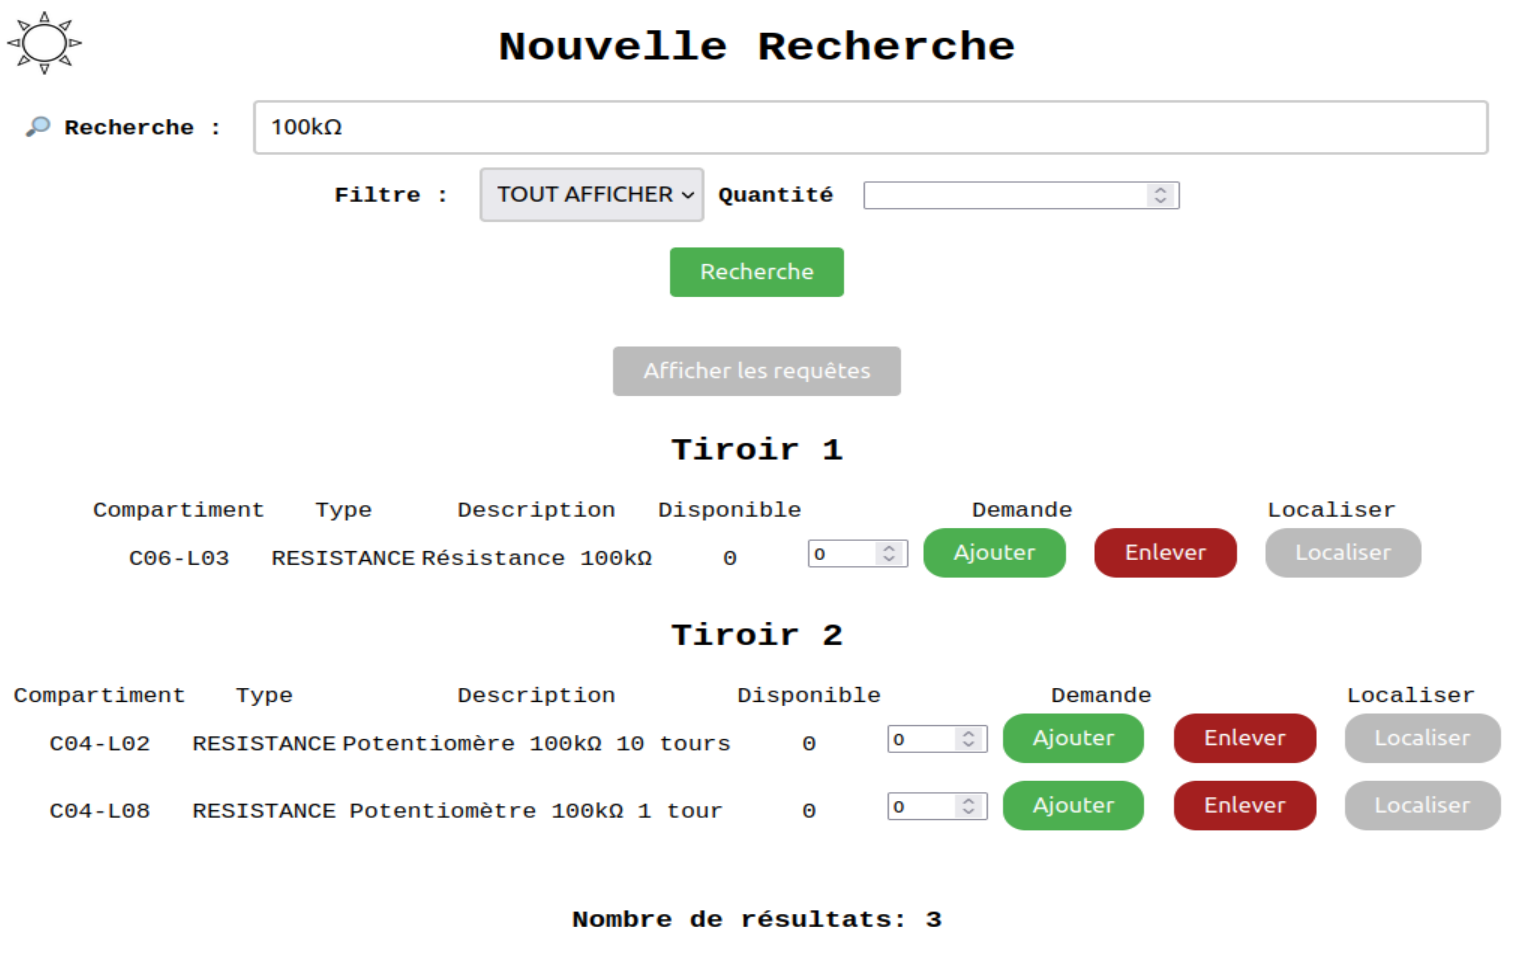 Nouvelle Recherche
Recherche : 100kΩ
Filtre : TOUT AFFICHER Quantité
Recherche
Afficher les requêtes
Tiroir 1
Compartiment Type Description Disponible Demande Localiser
C06-L03 RESISTANCE Résistance 100kΩ 0 0 Ajouter Enlever Localiser
Tiroir 2
Compartiment Type Description Disponible Demande Localiser
C04-L02 RESISTANCE Potentiomère 100kΩ 10 tours 0 0 Ajouter Enlever Localiser
C04-L08 RESISTANCE Potentiomètre 100kΩ 1 tour 0 0 Ajouter Enlever Localiser
Nombre de résultats: 3